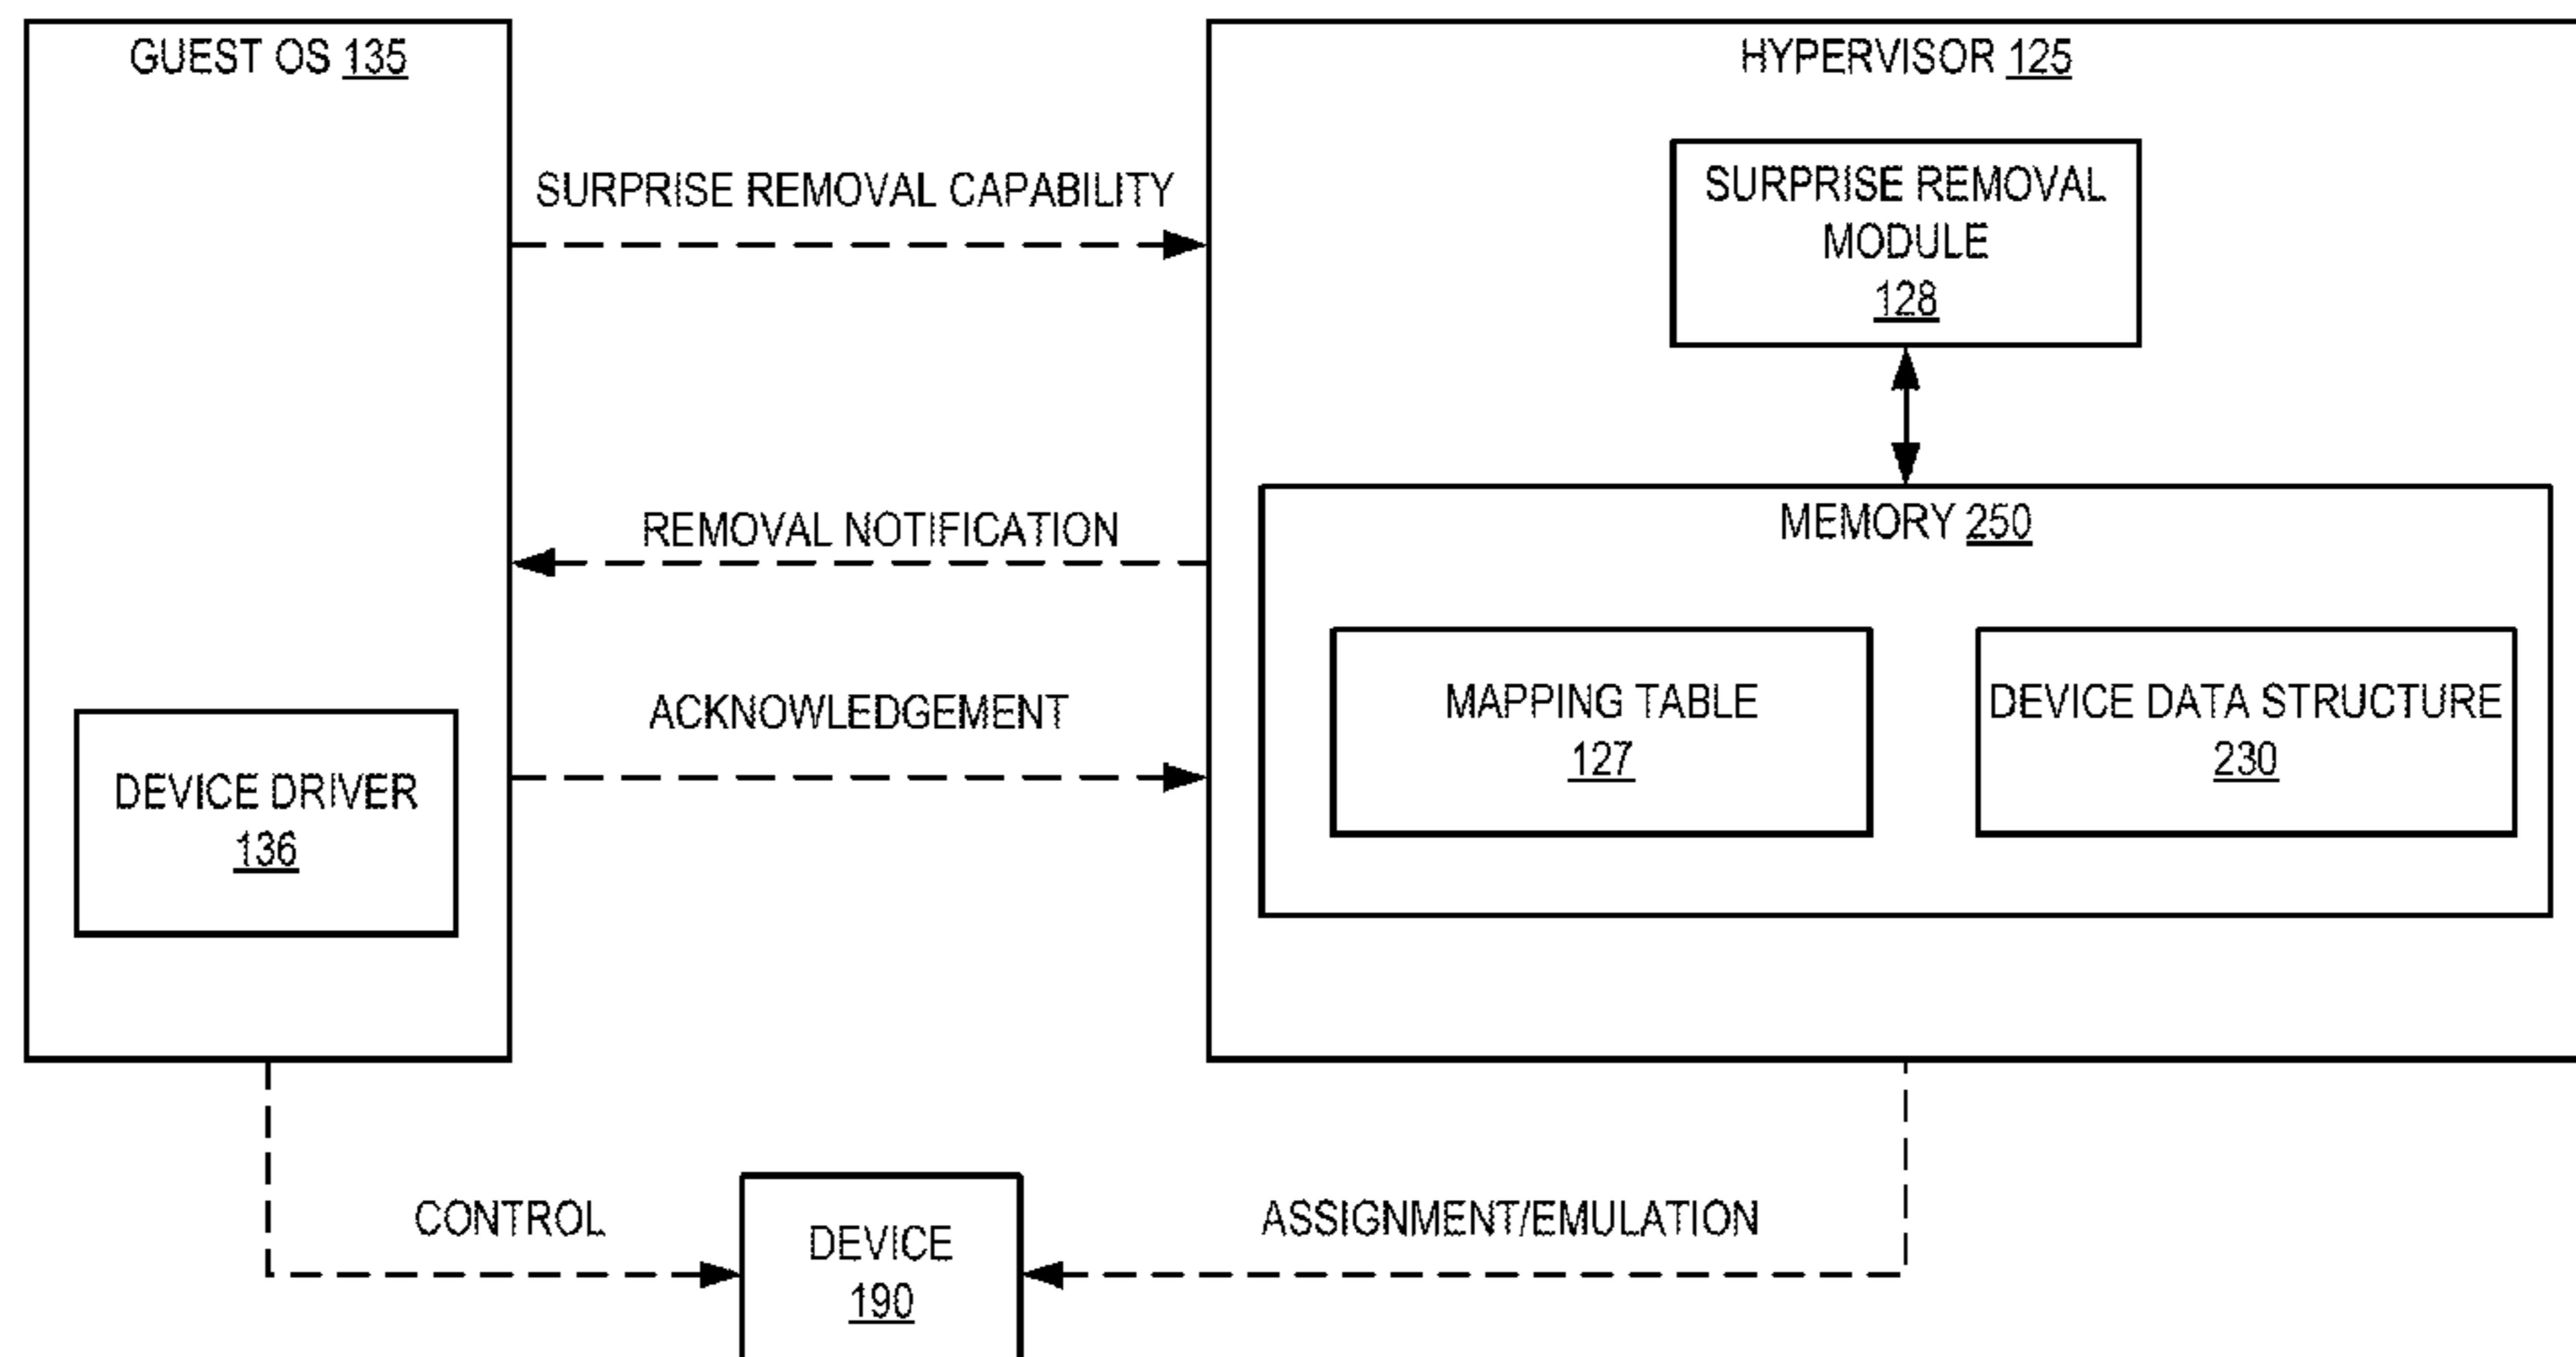 GUEST OS 135
HYPERVISOR 125
SURPRISE REMOVAL CAPABILITY
SURPRISE REMOVAL
MODULE
128
REMOVAL NOTIFICATION
MEMORY 250
ACKNOWLEDGEMENT
MAPPING TABLE
127
DEVICE DATA STRUCTURE
230
DEVICE DRIVER
136
CONTROL
DEVICE
190
ASSIGNMENT/EMULATION